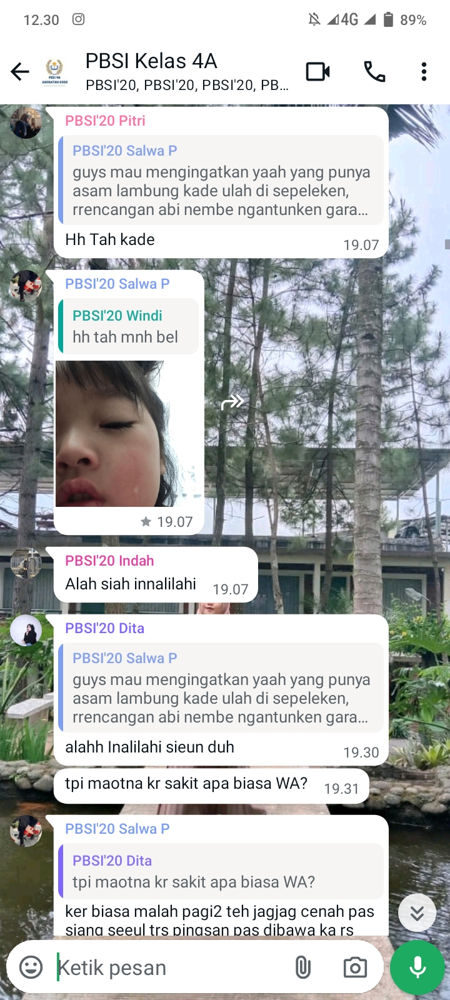 12.30
4G
89%
PBSI Kelas 4A
PBSI'20, PBSI'20, PBSI'20, PB...
PBSI 4A
ANGKATAN 2020
PBSI'20 Pitri
PBSI'20 Salwa P
guys mau mengingatkan yaah yang punya
asam lambung kade ulah di sepeleken,
rrencangan abi nembe ngantunken gara...
Hh Tah kade
19.07
PBSI'20 Salwa P
PBSI'20 Windi
hh tah mnh bel
19.07
PBSI'20 Indah
Alah siah innalilahi
19.07
PBSI'20 Dita
PBSI'20 Salwa P
guys mau mengingatkan yaah yang punya
asam lambung kade ulah di sepeleken,
rrencangan abi nembe ngantunken gara...
alahh Inalilahi sieun duh
19.30
tpi maotna kr sakit apa biasa WA?
19.31
PBSI'20 Salwa P
PBSI'20 Dita
tpi maotna kr sakit apa biasa WA?
ker biasa malah pagi2 teh jagjag cenah pas
siang seeul trs pingsan pas dibawa ka rs
Ketik pesan